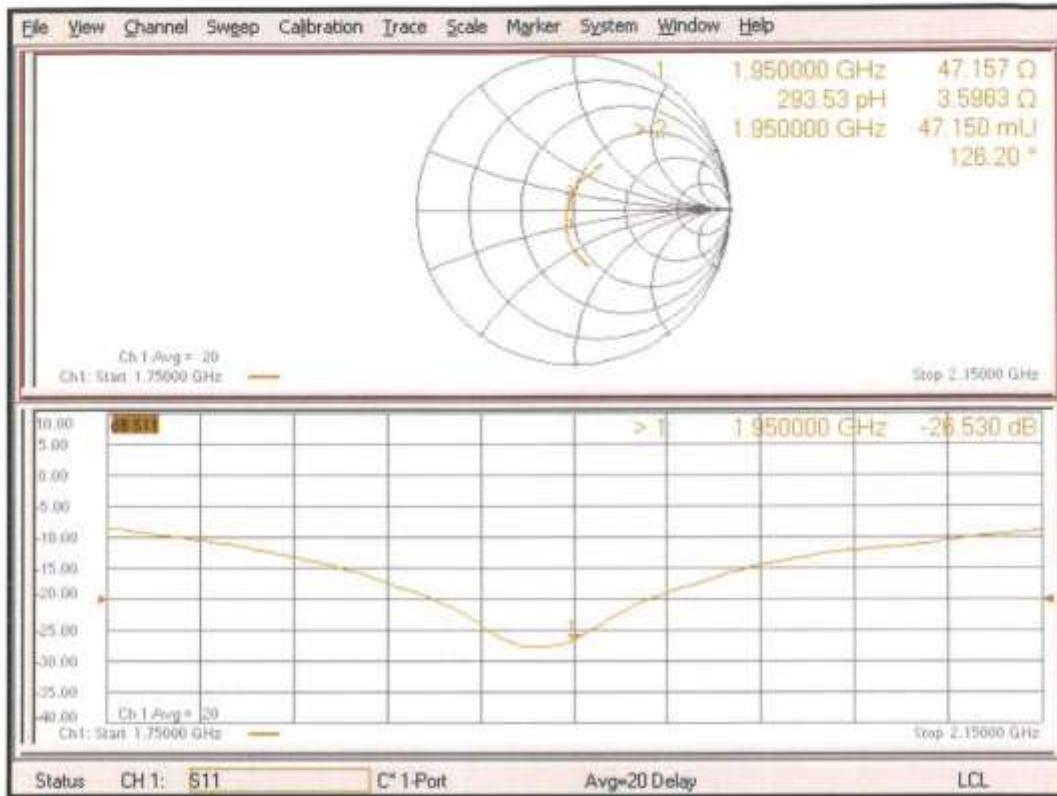 File View Channel Sweep Calibration Trace Scale Marker System Window Help
1 1.950000 GHz 47.157 Ω
293.53 pH 3.5963 Ω
> 2 1.950000 GHz 47.150 mU
126.20 °
Ch 1 Avg = 20
Ch1: Start 1.75000 GHz
Stop 2.15000 GHz
10.00
dB S11
> 1 1.950000 GHz -26.530 dB
5.00
0.00
-5.00
-10.00
-15.00
-20.00
-25.00
1
-30.00
-35.00
-40.00
Ch 1 Avg = 20
Ch1: Start 1.75000 GHz
Stop 2.15000 GHz
Status CH 1: S11 C* 1-Port Avg=20 Delay LCL